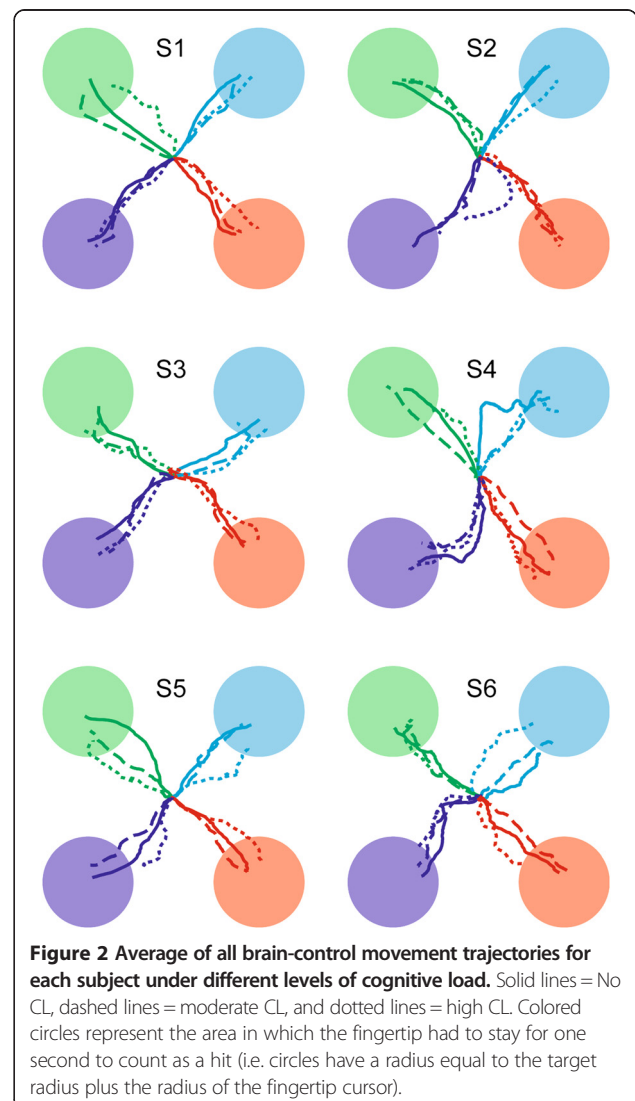 S1
S2
S3
S4
S5
S6
Figure 2 Average of all brain-control movement trajectories for
each subject under different levels of cognitive load. Solid lines = No
CL, dashed lines = moderate CL, and dotted lines = high CL. Colored
circles represent the area in which the fingertip had to stay for one
second to count as a hit (i.e. circles have a radius equal to the target
radius plus the radius of the fingertip cursor).